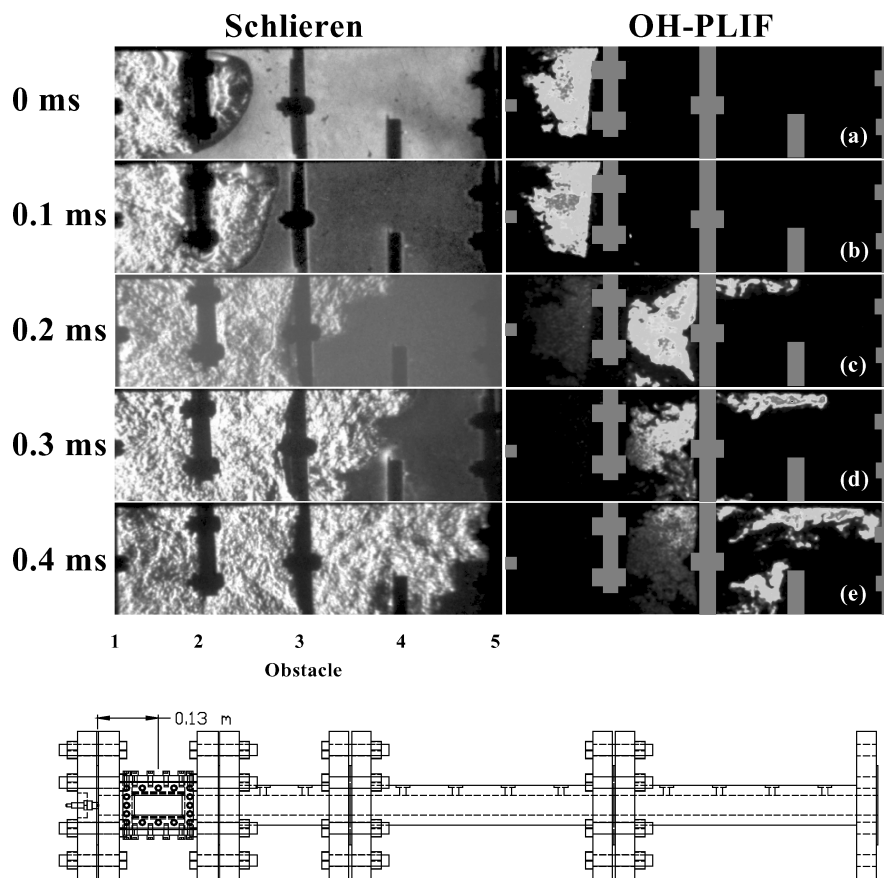 Schlieren OH-PLIF
0 ms (a)
0.1 ms (b)
0.2 ms (c)
0.3 ms (d)
0.4 ms (e)
1 2 3 4 5
Obstacle
0.13 m